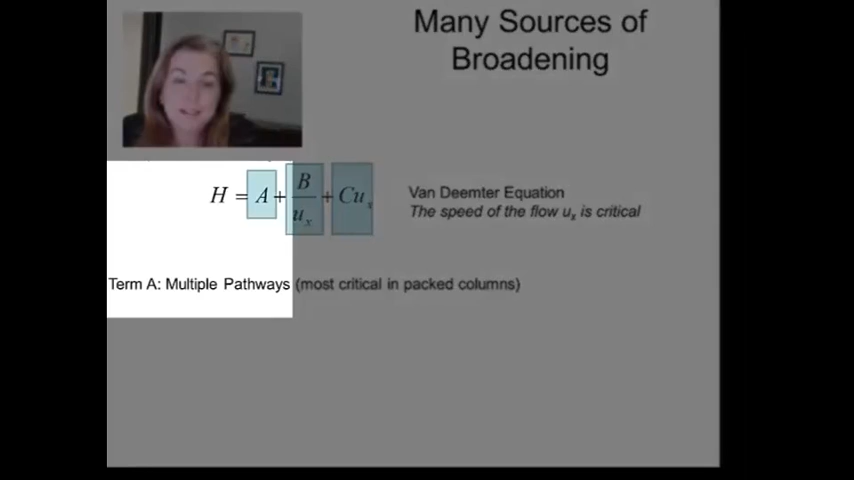 Many Sources of
Broadening
H = A + B/uₓ + Cuₓ
Van Deemter Equation
The speed of the flow uₓ is critical
Term A: Multiple Pathways (most critical in packed columns)